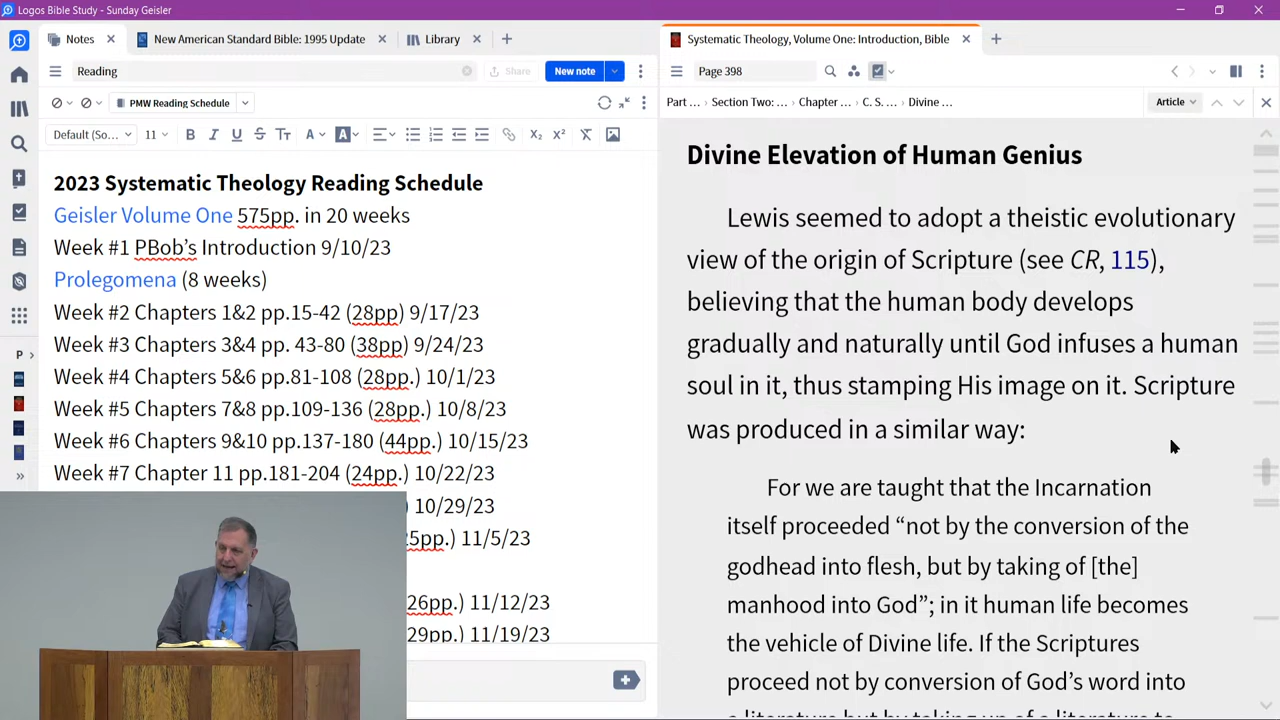 Logos Bible Study - Sunday Geisler
Notes
New American Standard Bible: 1995 Update
Library
Systematic Theology, Volume One: Introduction, Bible
Reading
Share
New note
Page 398
PMW Reading Schedule
Part ... › Section Two: ... › Chapter ... › C. S. ... › Divine ...
Article
Default (So...
11
B I U S Tт A A X₂ X²
2023 Systematic Theology Reading Schedule
Geisler Volume One 575pp. in 20 weeks
Week #1 PBob’s Introduction 9/10/23
Prolegomena (8 weeks)
Week #2 Chapters 1&2 pp.15-42 (28pp) 9/17/23
Week #3 Chapters 3&4 pp. 43-80 (38pp) 9/24/23
Week #4 Chapters 5&6 pp.81-108 (28pp.) 10/1/23
Week #5 Chapters 7&8 pp.109-136 (28pp.) 10/8/23
Week #6 Chapters 9&10 pp.137-180 (44pp.) 10/15/23
Week #7 Chapter 11 pp.181-204 (24pp.) 10/22/23
) 10/29/23
5pp.) 11/5/23
26pp.) 11/12/23
29pp.) 11/19/23
P
Divine Elevation of Human Genius
Lewis seemed to adopt a theistic evolutionary
view of the origin of Scripture (see CR, 115),
believing that the human body develops
gradually and naturally until God infuses a human
soul in it, thus stamping His image on it. Scripture
was produced in a similar way:
For we are taught that the Incarnation
itself proceeded “not by the conversion of the
godhead into flesh, but by taking of [the]
manhood into God”; in it human life becomes
the vehicle of Divine life. If the Scriptures
proceed not by conversion of God’s word into
a literature but by taking up of a literature to